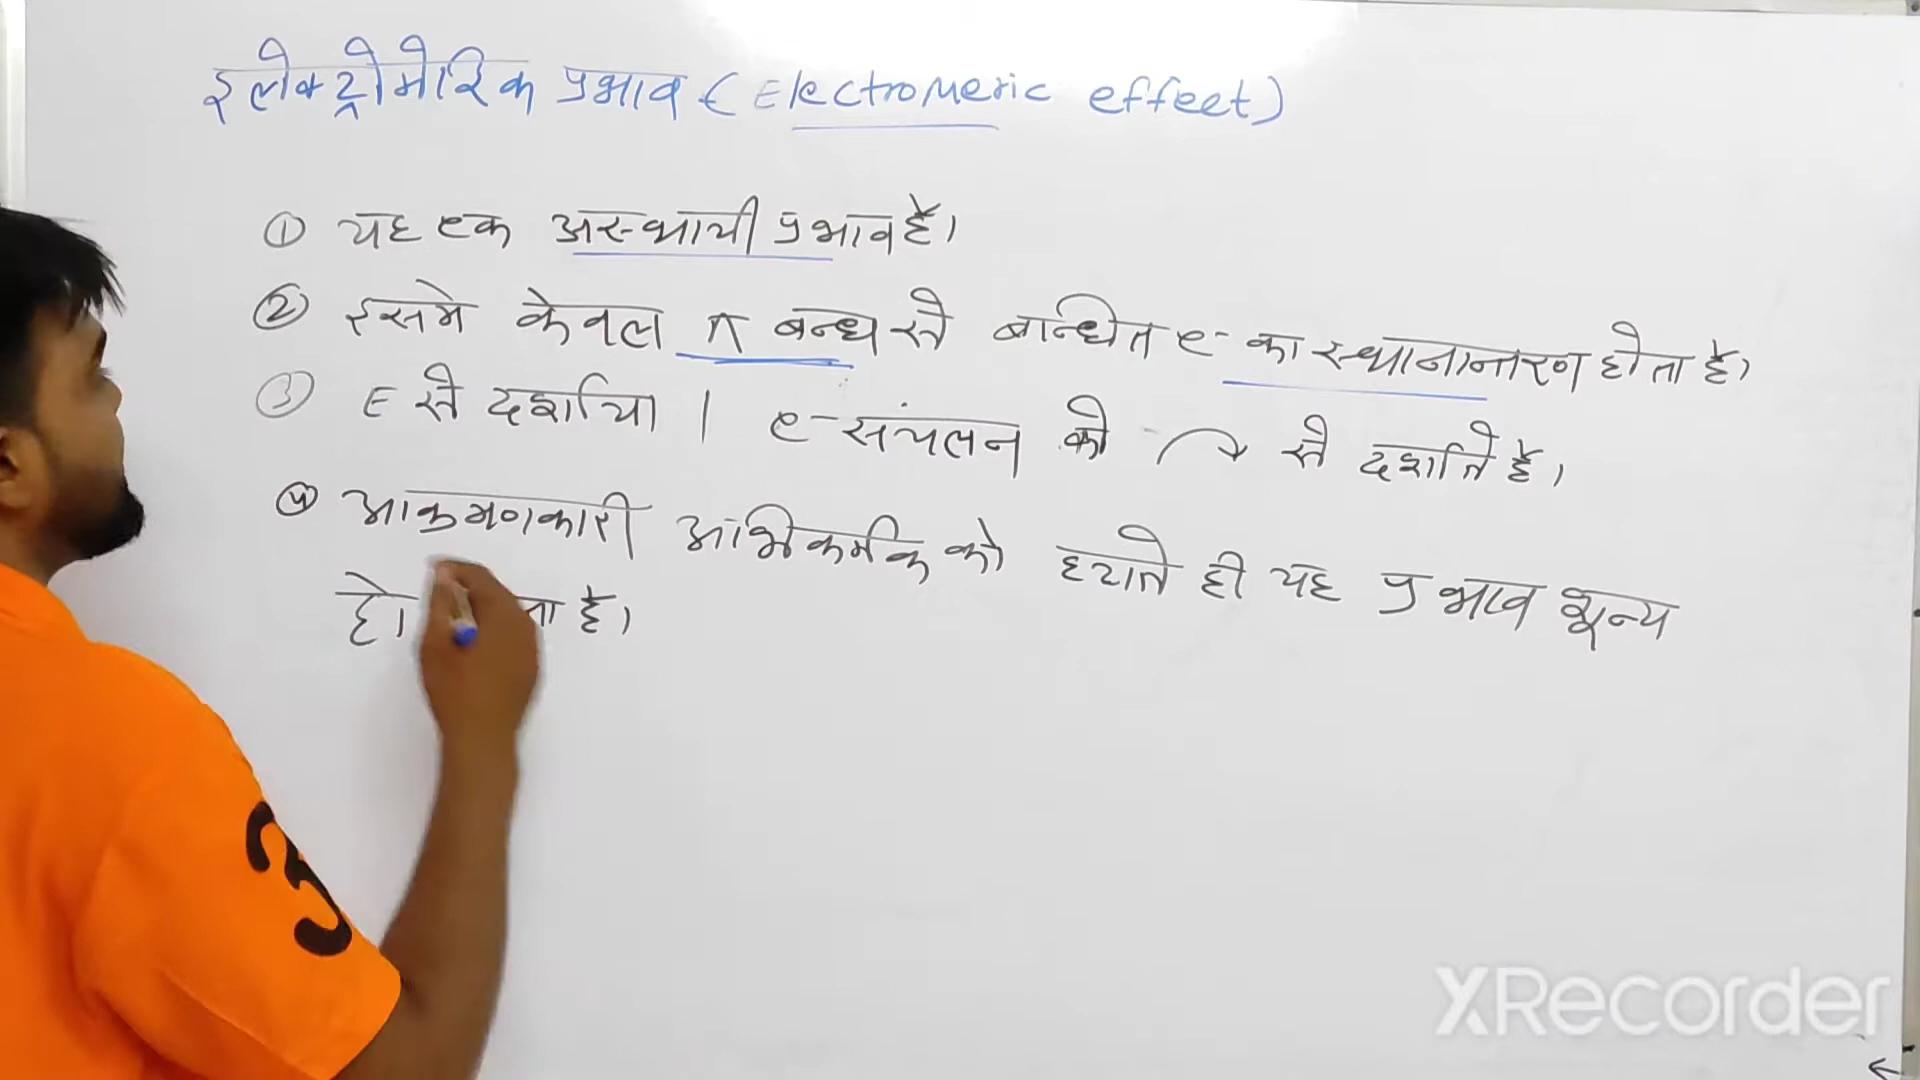 इलेक्ट्रोमेरिक प्रभाव (Electromeric effect)
① यह एक अस्थायी प्रभाव है।
② इसमे केवल π बन्ध से बान्धित e- का स्थानान्तरण होता है।
③ E से दर्शाया | e- संचलन को ⤵ से दर्शाते है।
④ आक्रमणकारी अभिकर्मक को हटाते ही यह प्रभाव शून्य
हो है।
XRecorder